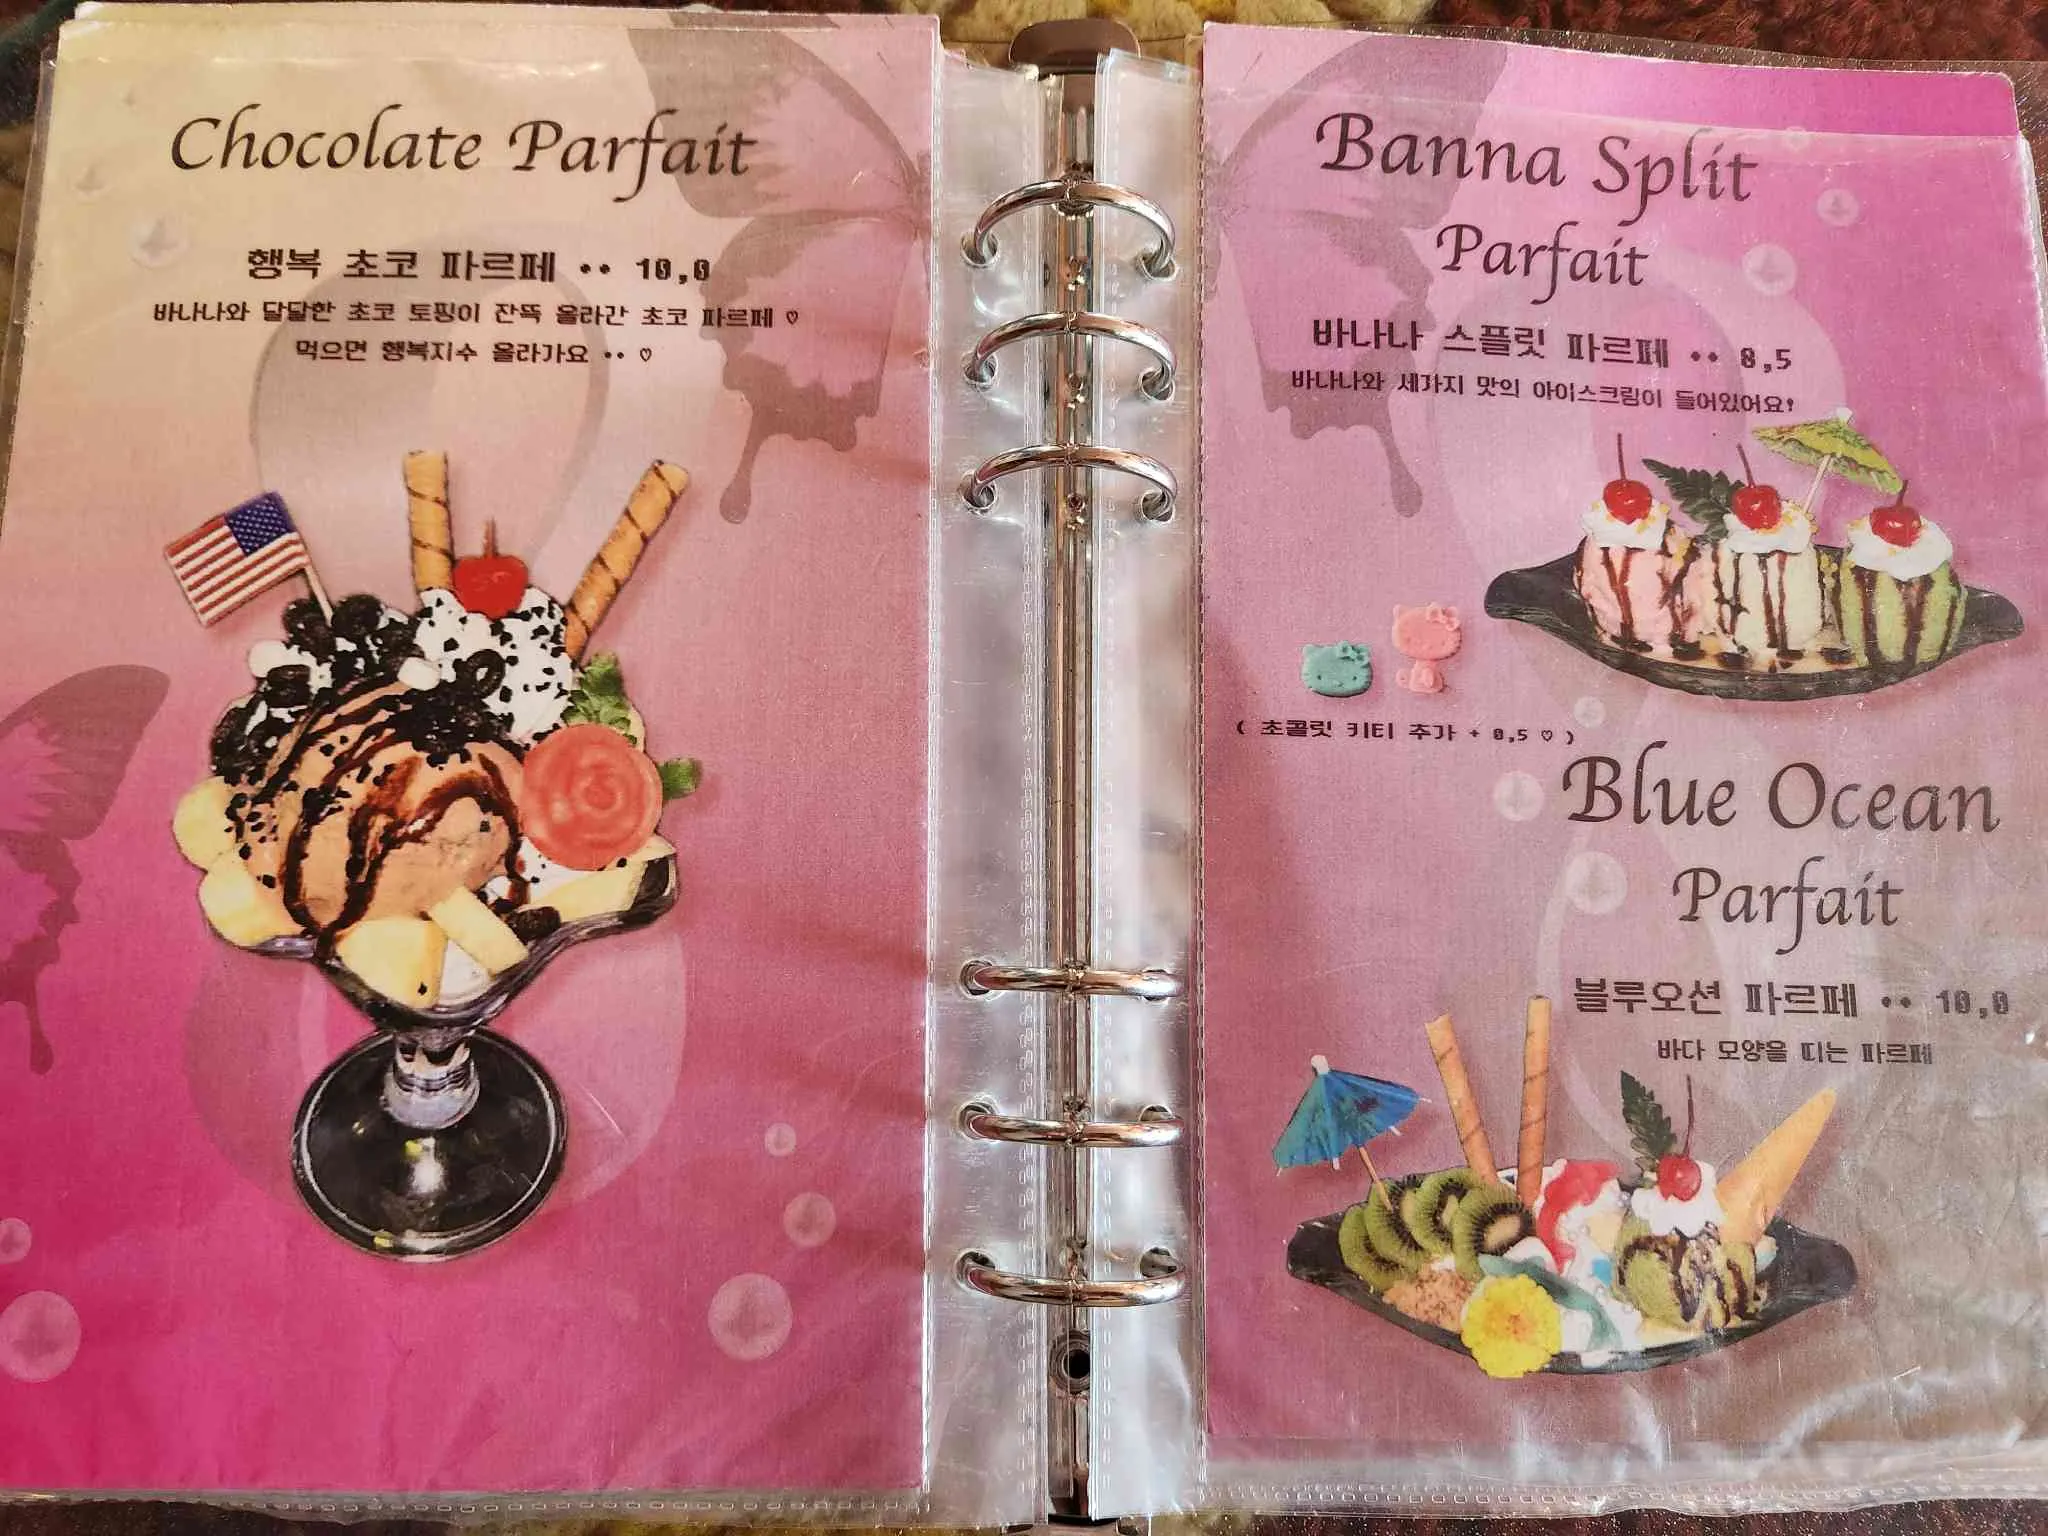 Chocolate Parfait
행복 초코 파르페 •• 10,0
바나나와 달달한 초코 토핑이 잔뜩 올라간 초코 파르페 ♡
먹으면 행복지수 올라가요 •• ♡
Banna Split
Parfait
바나나 스플릿 파르페 •• 8,5
바나나와 세가지 맛의 아이스크림이 들어있어요!
( 초콜릿 키티 추가 + 0,5 ♡ )
Blue Ocean
Parfait
블루오션 파르페 •• 10,0
바다 모양을 띠는 파르페